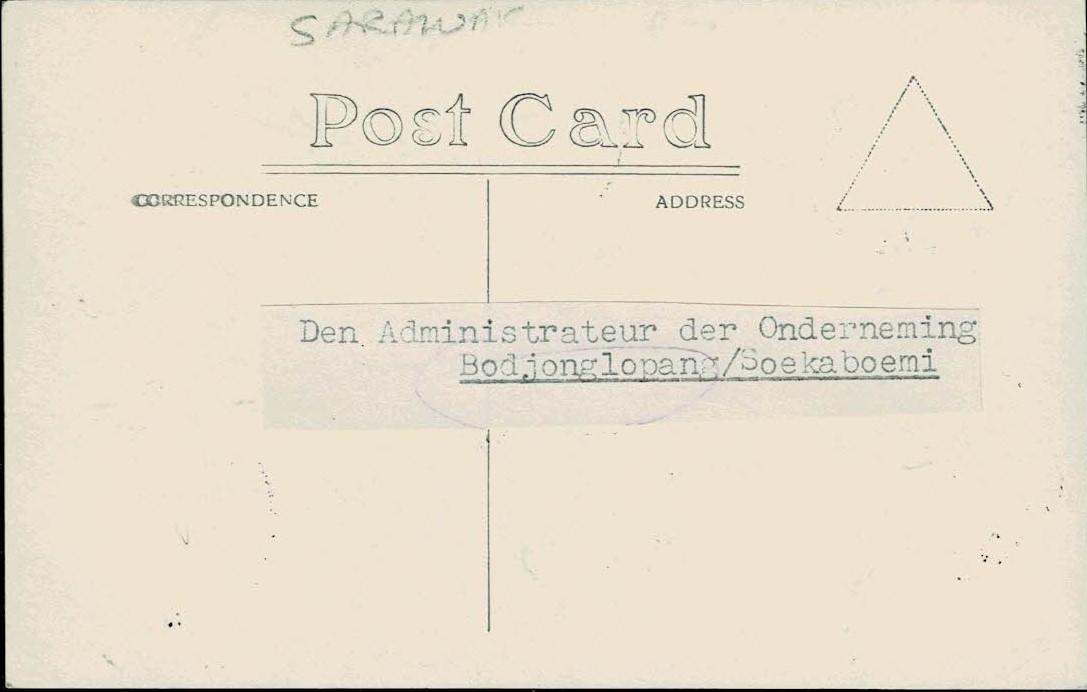 SARAWAK
Post Card
CORRESPONDENCE
ADDRESS
Den Administrateur der Onderneming
Bodjonglopang/Soekaboemi